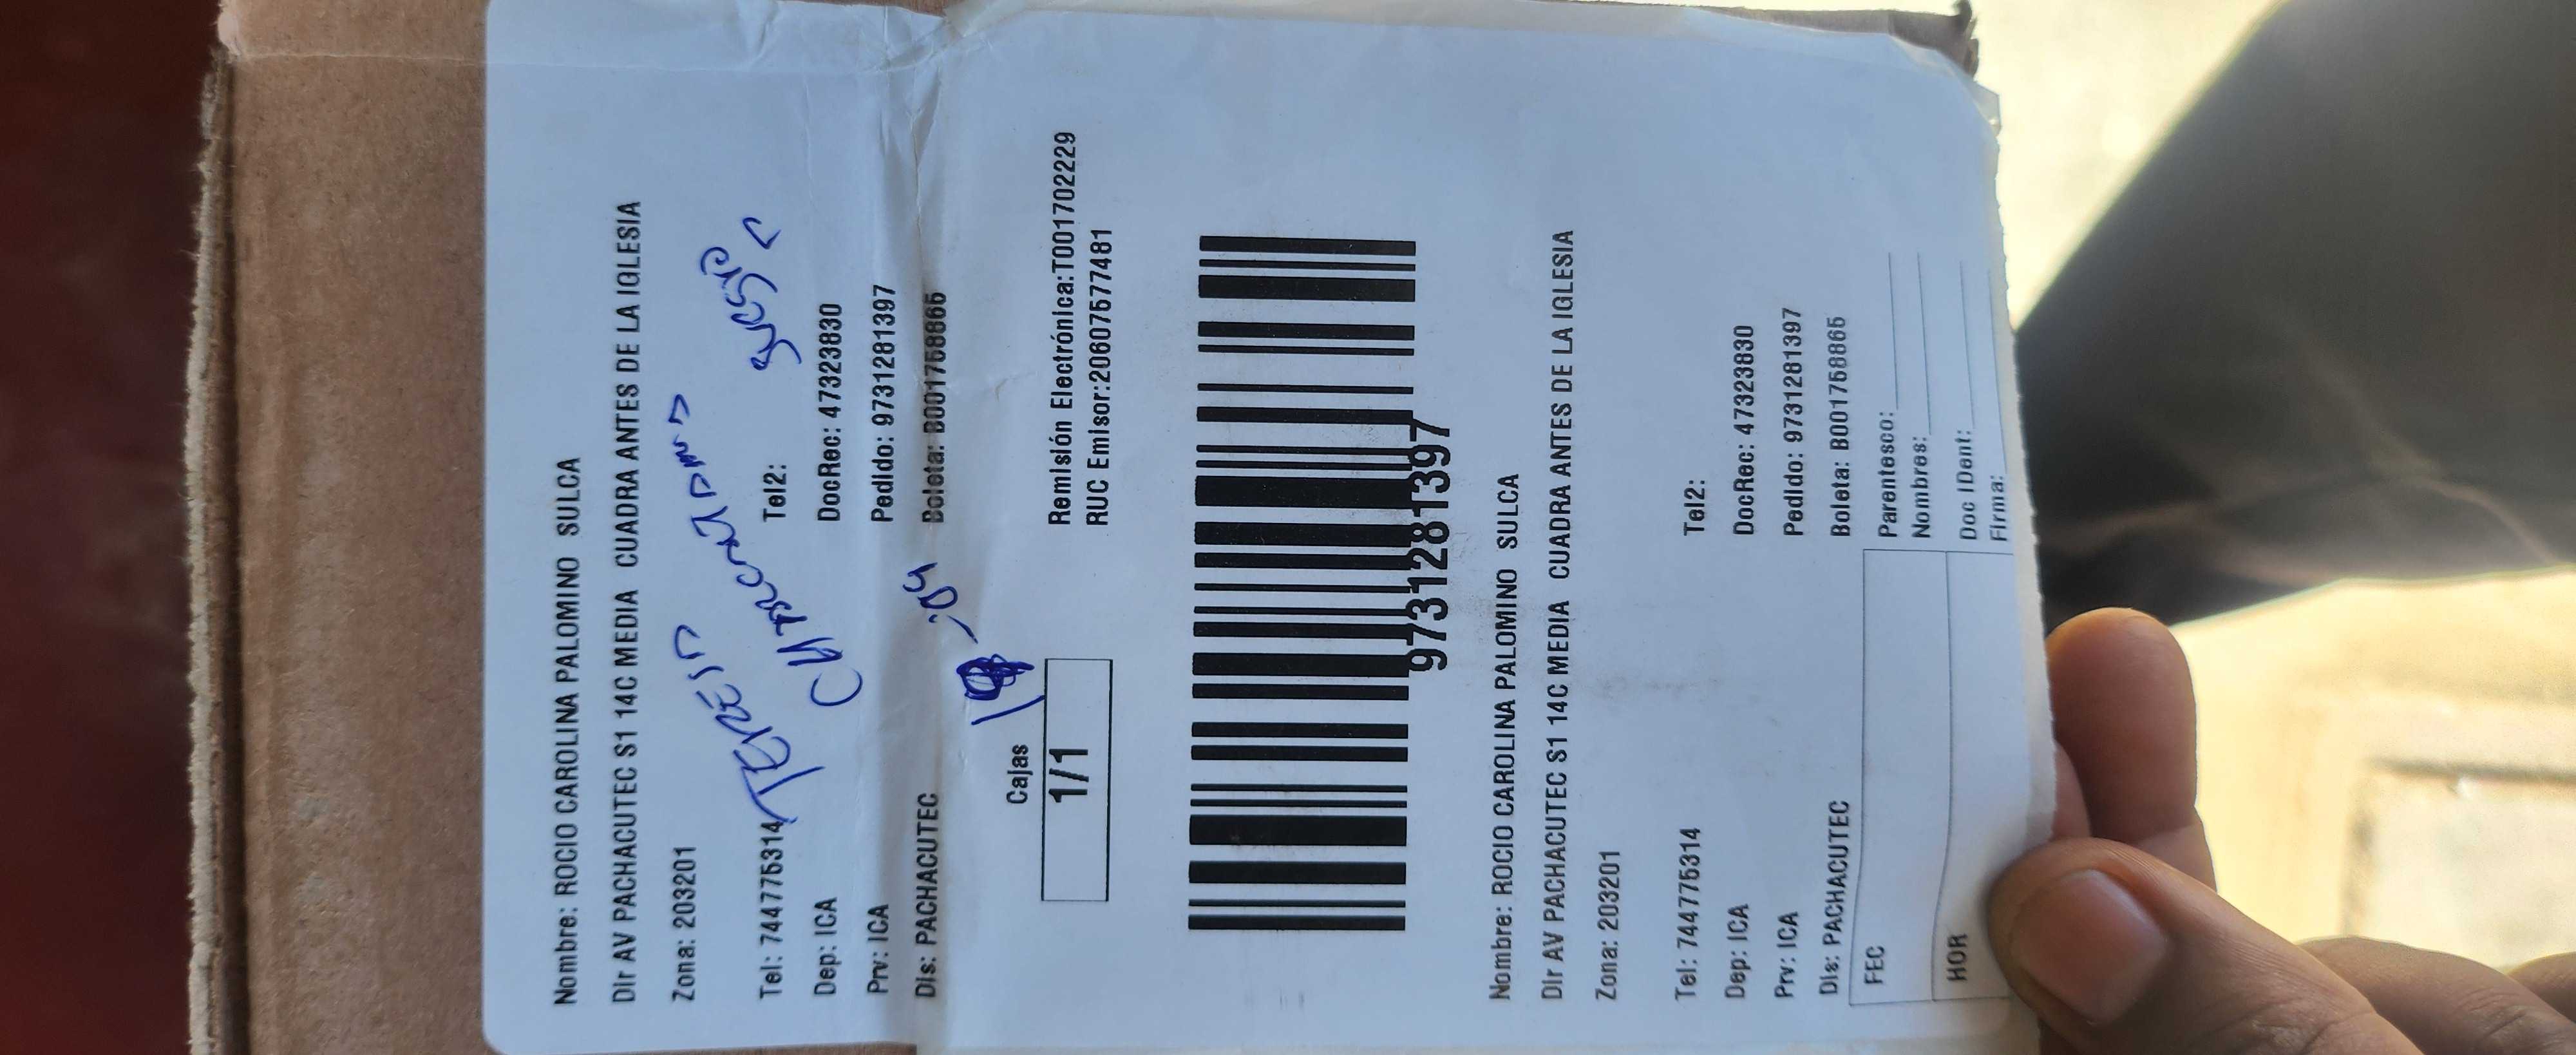 Nombre: ROCIO CAROLINA PALOMINO SULCA
Dir AV PACHACUTEC S1 14C MEDIA CUADRA ANTES DE LA IGLESIA
Zona: 203201
Tel: 744775314 Tel2:
Dep: ICA DocRec: 47323830
Prv: ICA Pedido: 9731281397
Dis: PACHACUTEC Boleta: B001758865
Cajas
1/1
Remisión Electrónica:T001702229
RUC Emisor:20607577481
9731281397
Nombre: ROCIO CAROLINA PALOMINO SULCA
Dir AV PACHACUTEC S1 14C MEDIA CUADRA ANTES DE LA IGLESIA
Zona: 203201
Tel: 744775314 Tel2:
Dep: ICA DocRec: 47323830
Prv: ICA Pedido: 9731281397
Dis: PACHACUTEC Boleta: B001758865
FEC Parentesco:
Nombres:
HOR Doc IDent:
Firma: